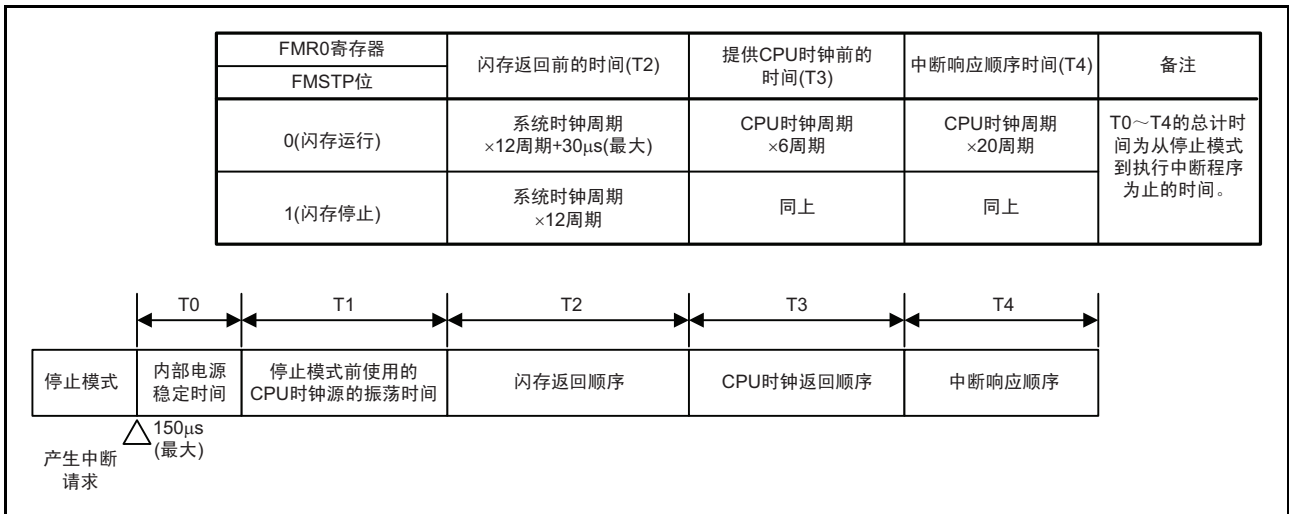 FMR0寄存器
FMSTP位
闪存返回前的时间(T2)
提供CPU时钟前的
时间(T3)
中断响应顺序时间(T4)
备注
0(闪存运行)
系统时钟周期
×12周期+30μs(最大)
CPU时钟周期
×6周期
CPU时钟周期
×20周期
T0～T4的总计时
间为从停止模式
到执行中断程序
为止的时间。
1(闪存停止)
系统时钟周期
×12周期
同上
同上
T0
T1
T2
T3
T4
停止模式
内部电源
稳定时间
停止模式前使用的
CPU时钟源的振荡时间
闪存返回顺序
CPU时钟返回顺序
中断响应顺序
150μs
(最大)
产生中断
请求